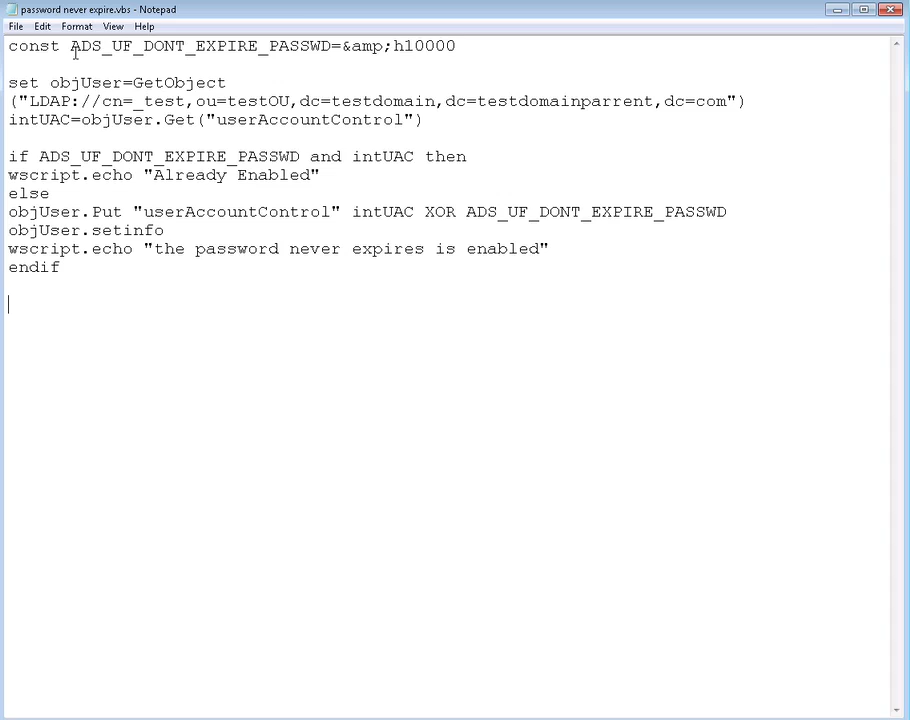 password never expire.vbs - Notepad
File Edit Format View Help
const ADS_UF_DONT_EXPIRE_PASSWD=&amp;h10000
set objUser=GetObject
("LDAP://cn=_test,ou=testOU,dc=testdomain,dc=testdomainparrent,dc=com")
intUAC=objUser.Get("userAccountControl")
if ADS_UF_DONT_EXPIRE_PASSWD and intUAC then
wscript.echo "Already Enabled"
else
objUser.Put "userAccountControl" intUAC XOR ADS_UF_DONT_EXPIRE_PASSWD
objUser.setinfo
wscript.echo "the password never expires is enabled"
endif